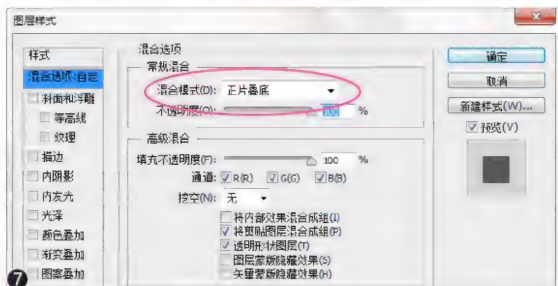 图层样式
样式
混合选项:自定
斜面和浮雕
等高线
纹理
描边
内阴影
内发光
光泽
颜色叠加
渐变叠加
图案叠加
7
混合选项
常规混合
混合模式(D): 正片叠底
不透明度(O): 100 %
高级混合
填充不透明度(F): 100 %
通道: R(R) G(G) B(B)
挖空(N): 无
将内部效果混合成组(I)
将剪贴图层混合成组(P)
透明形状图层(T)
图层蒙版隐藏效果(S)
矢量蒙版隐藏效果(H)
确定
取消
新建样式(W)...
预览(V)